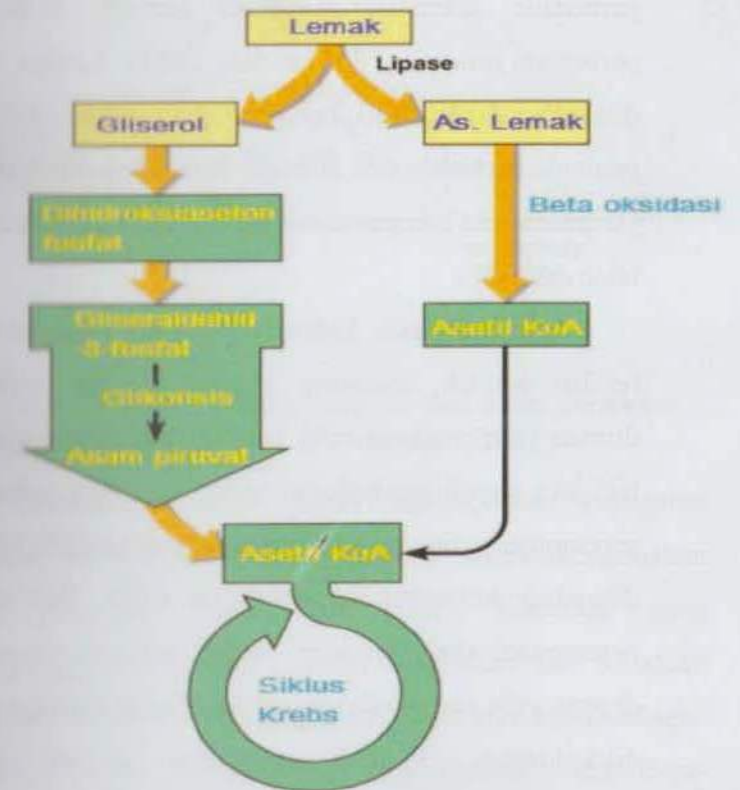 Lemak
Lipase
Gliserol
As. Lemak
Beta oksidasi
Dihidroksiaseton
fosfat
Gliseraldehid
-3-fosfat
Asetil KoA
Glikolisis
Asam piruvat
Asetil KoA
Siklus
Krebs